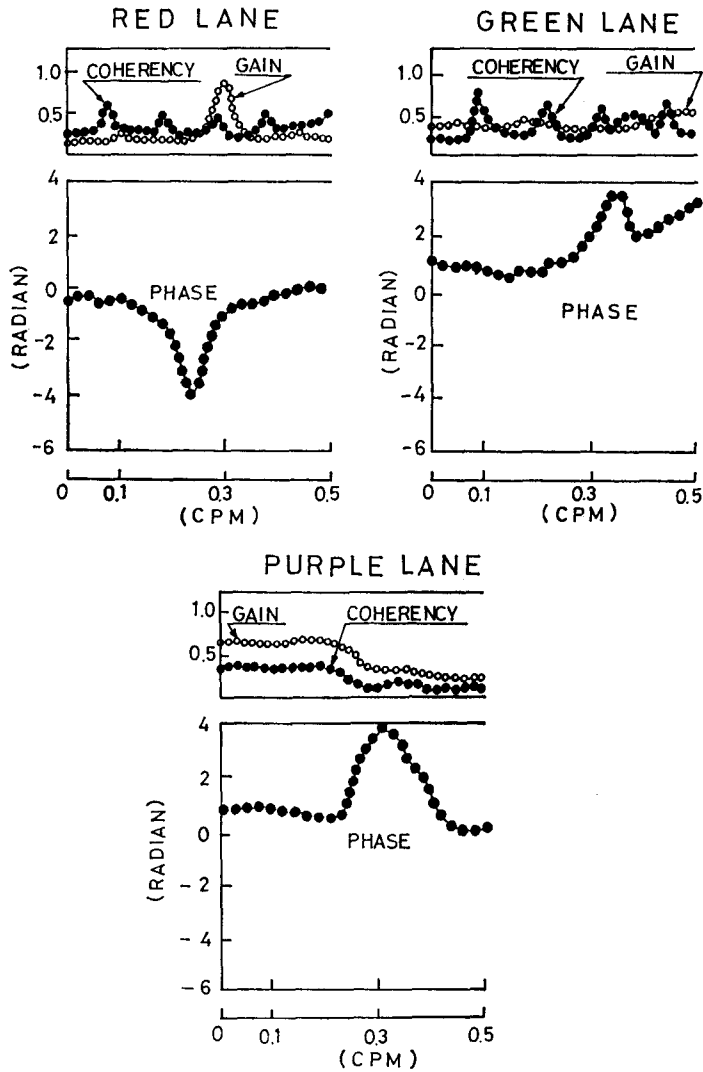 RED LANE
1.0
0.5
COHERENCY
GAIN
4
2
0
-2
-4
-6
(RADIAN)
PHASE
0 0.1 0.3 0.5
(CPM)
GREEN LANE
1.0
0.5
COHERENCY
GAIN
4
2
0
-2
-4
-6
(RADIAN)
PHASE
0 0.1 0.3 0.5
(CPM)
PURPLE LANE
1.0
0.5
GAIN
COHERENCY
4
2
0
-2
-4
-6
(RADIAN)
PHASE
0 0.1 0.3 0.5
(CPM)